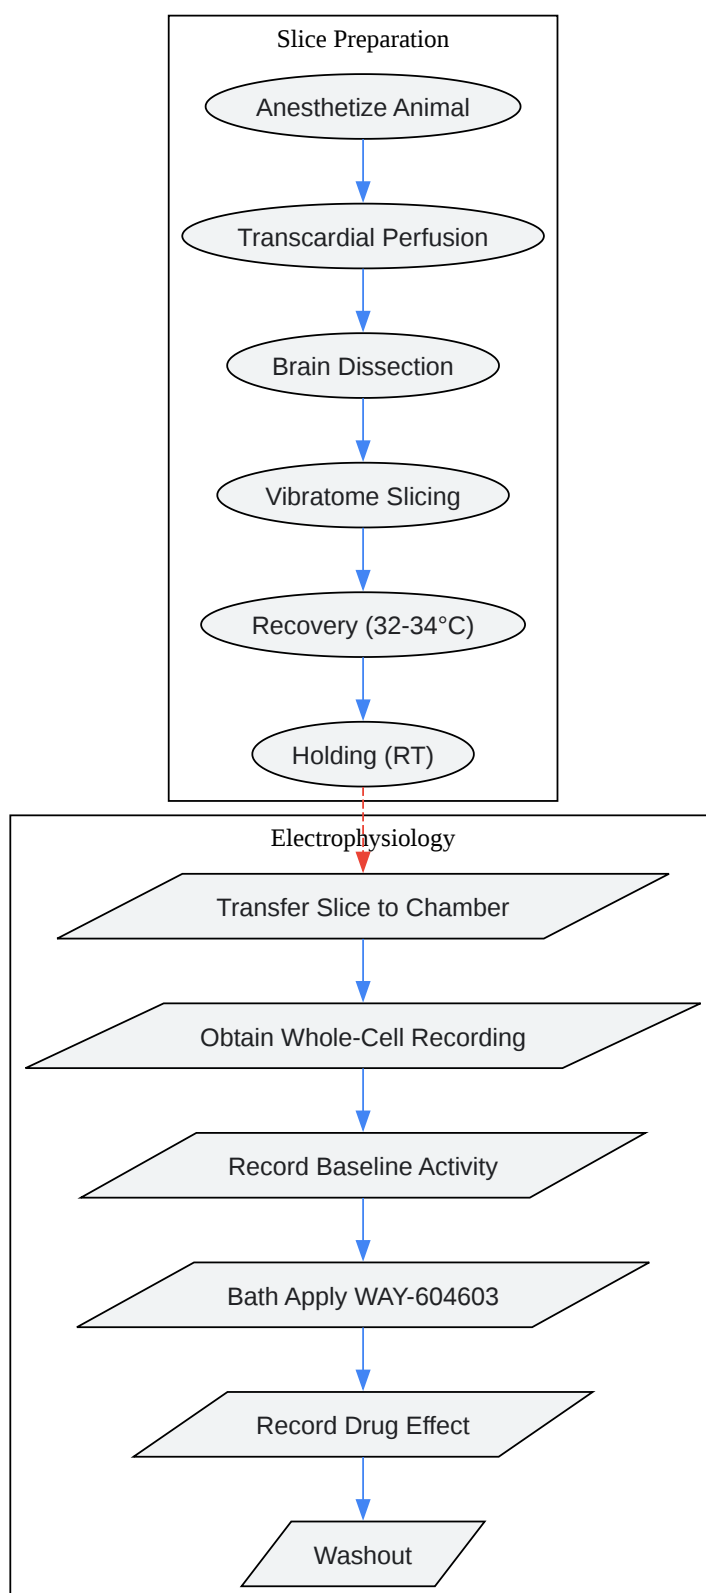 Slice Preparation
Anesthetize Animal
Transcardial Perfusion
Brain Dissection
Vibratome Slicing
Recovery (32-34°C)
Holding (RT)
Electrophysiology
Transfer Slice to Chamber
Obtain Whole-Cell Recording
Record Baseline Activity
Bath Apply WAY-604603
Record Drug Effect
Washout